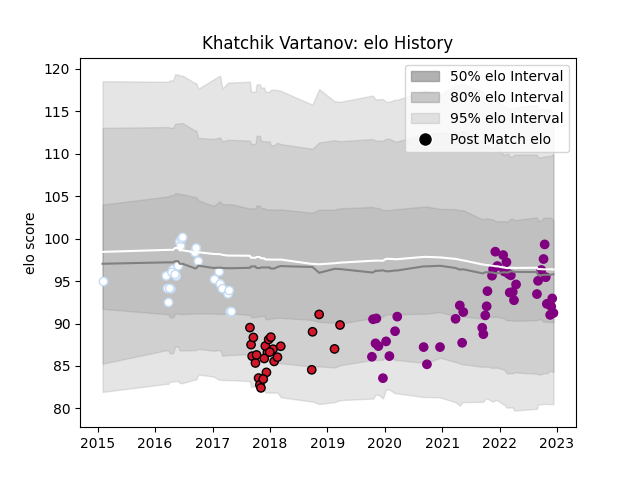 Khatchik Vartanov: elo History
120
115
110
105
100
95
90
85
80
elo score
50% elo Interval
80% elo Interval
95% elo Interval
Post Match elo
2015 2016 2017 2018 2019 2020 2021 2022 2023